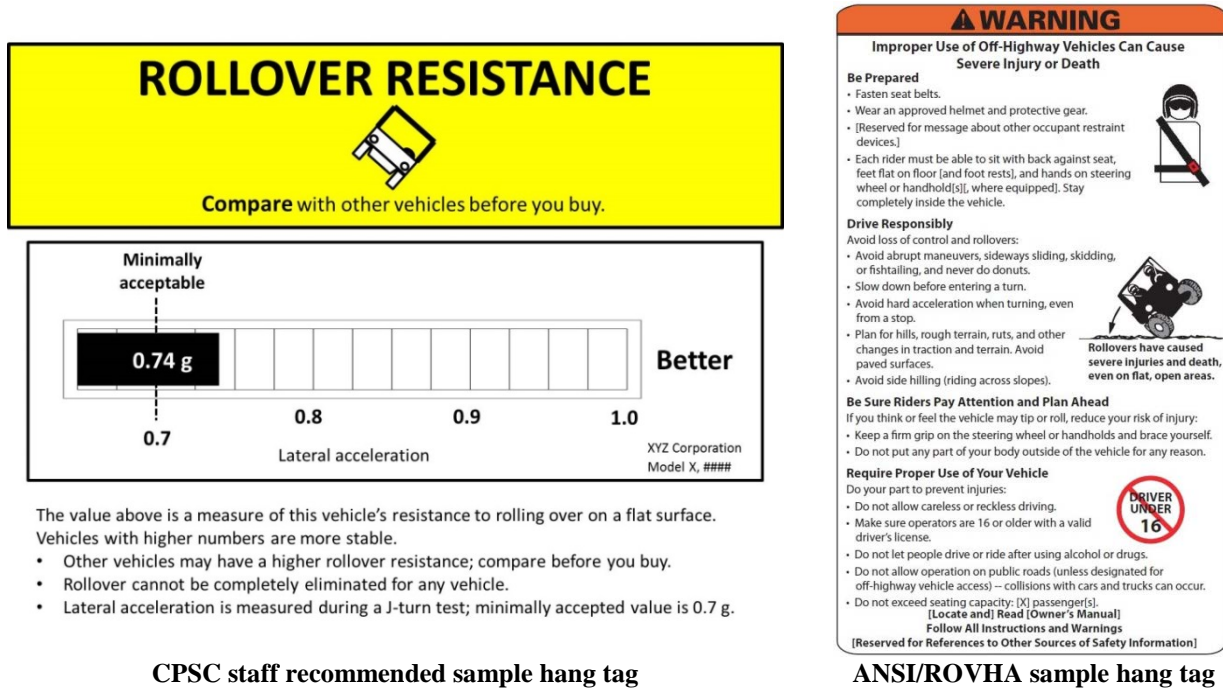 ROLLOVER RESISTANCE
Compare with other vehicles before you buy.
Minimally
acceptable
0.74 g
Better
0.7
0.8
0.9
1.0
Lateral acceleration
XYZ Corporation
Model X, ####
The value above is a measure of this vehicle's resistance to rolling over on a flat surface.
Vehicles with higher numbers are more stable.
• Other vehicles may have a higher rollover resistance; compare before you buy.
• Rollover cannot be completely eliminated for any vehicle.
• Lateral acceleration is measured during a J-turn test; minimally accepted value is 0.7 g.
CPSC staff recommended sample hang tag
WARNING
Improper Use of Off-Highway Vehicles Can Cause
Severe Injury or Death
Be Prepared
• Fasten seat belts.
• Wear an approved helmet and protective gear.
• [Reserved for message about other occupant restraint
devices.]
• Each rider must be able to sit with back against seat,
feet flat on floor [and foot rests], and hands on steering
wheel or handhold[s][, where equipped]. Stay
completely inside the vehicle.
Drive Responsibly
Avoid loss of control and rollovers:
• Avoid abrupt maneuvers, sideways sliding, skidding,
or fishtailing, and never do donuts.
• Slow down before entering a turn.
• Avoid hard acceleration when turning, even
from a stop.
• Plan for hills, rough terrain, ruts, and other
changes in traction and terrain. Avoid
paved surfaces.
• Avoid side hilling (riding across slopes).
Rollovers have caused
severe injuries and death,
even on flat, open areas.
Be Sure Riders Pay Attention and Plan Ahead
If you think or feel the vehicle may tip or roll, reduce your risk of injury:
• Keep a firm grip on the steering wheel or handholds and brace yourself.
• Do not put any part of your body outside of the vehicle for any reason.
Require Proper Use of Your Vehicle
Do your part to prevent injuries:
• Do not allow careless or reckless driving.
• Make sure operators are 16 or older with a valid
driver's license.
DRIVER
UNDER
16
• Do not let people drive or ride after using alcohol or drugs.
• Do not allow operation on public roads (unless designated for
off-highway vehicle access) -- collisions with cars and trucks can occur.
• Do not exceed seating capacity: [X] passenger[s].
[Locate and] Read [Owner's Manual]
Follow All Instructions and Warnings
[Reserved for References to Other Sources of Safety Information]
ANSI/ROVHA sample hang tag